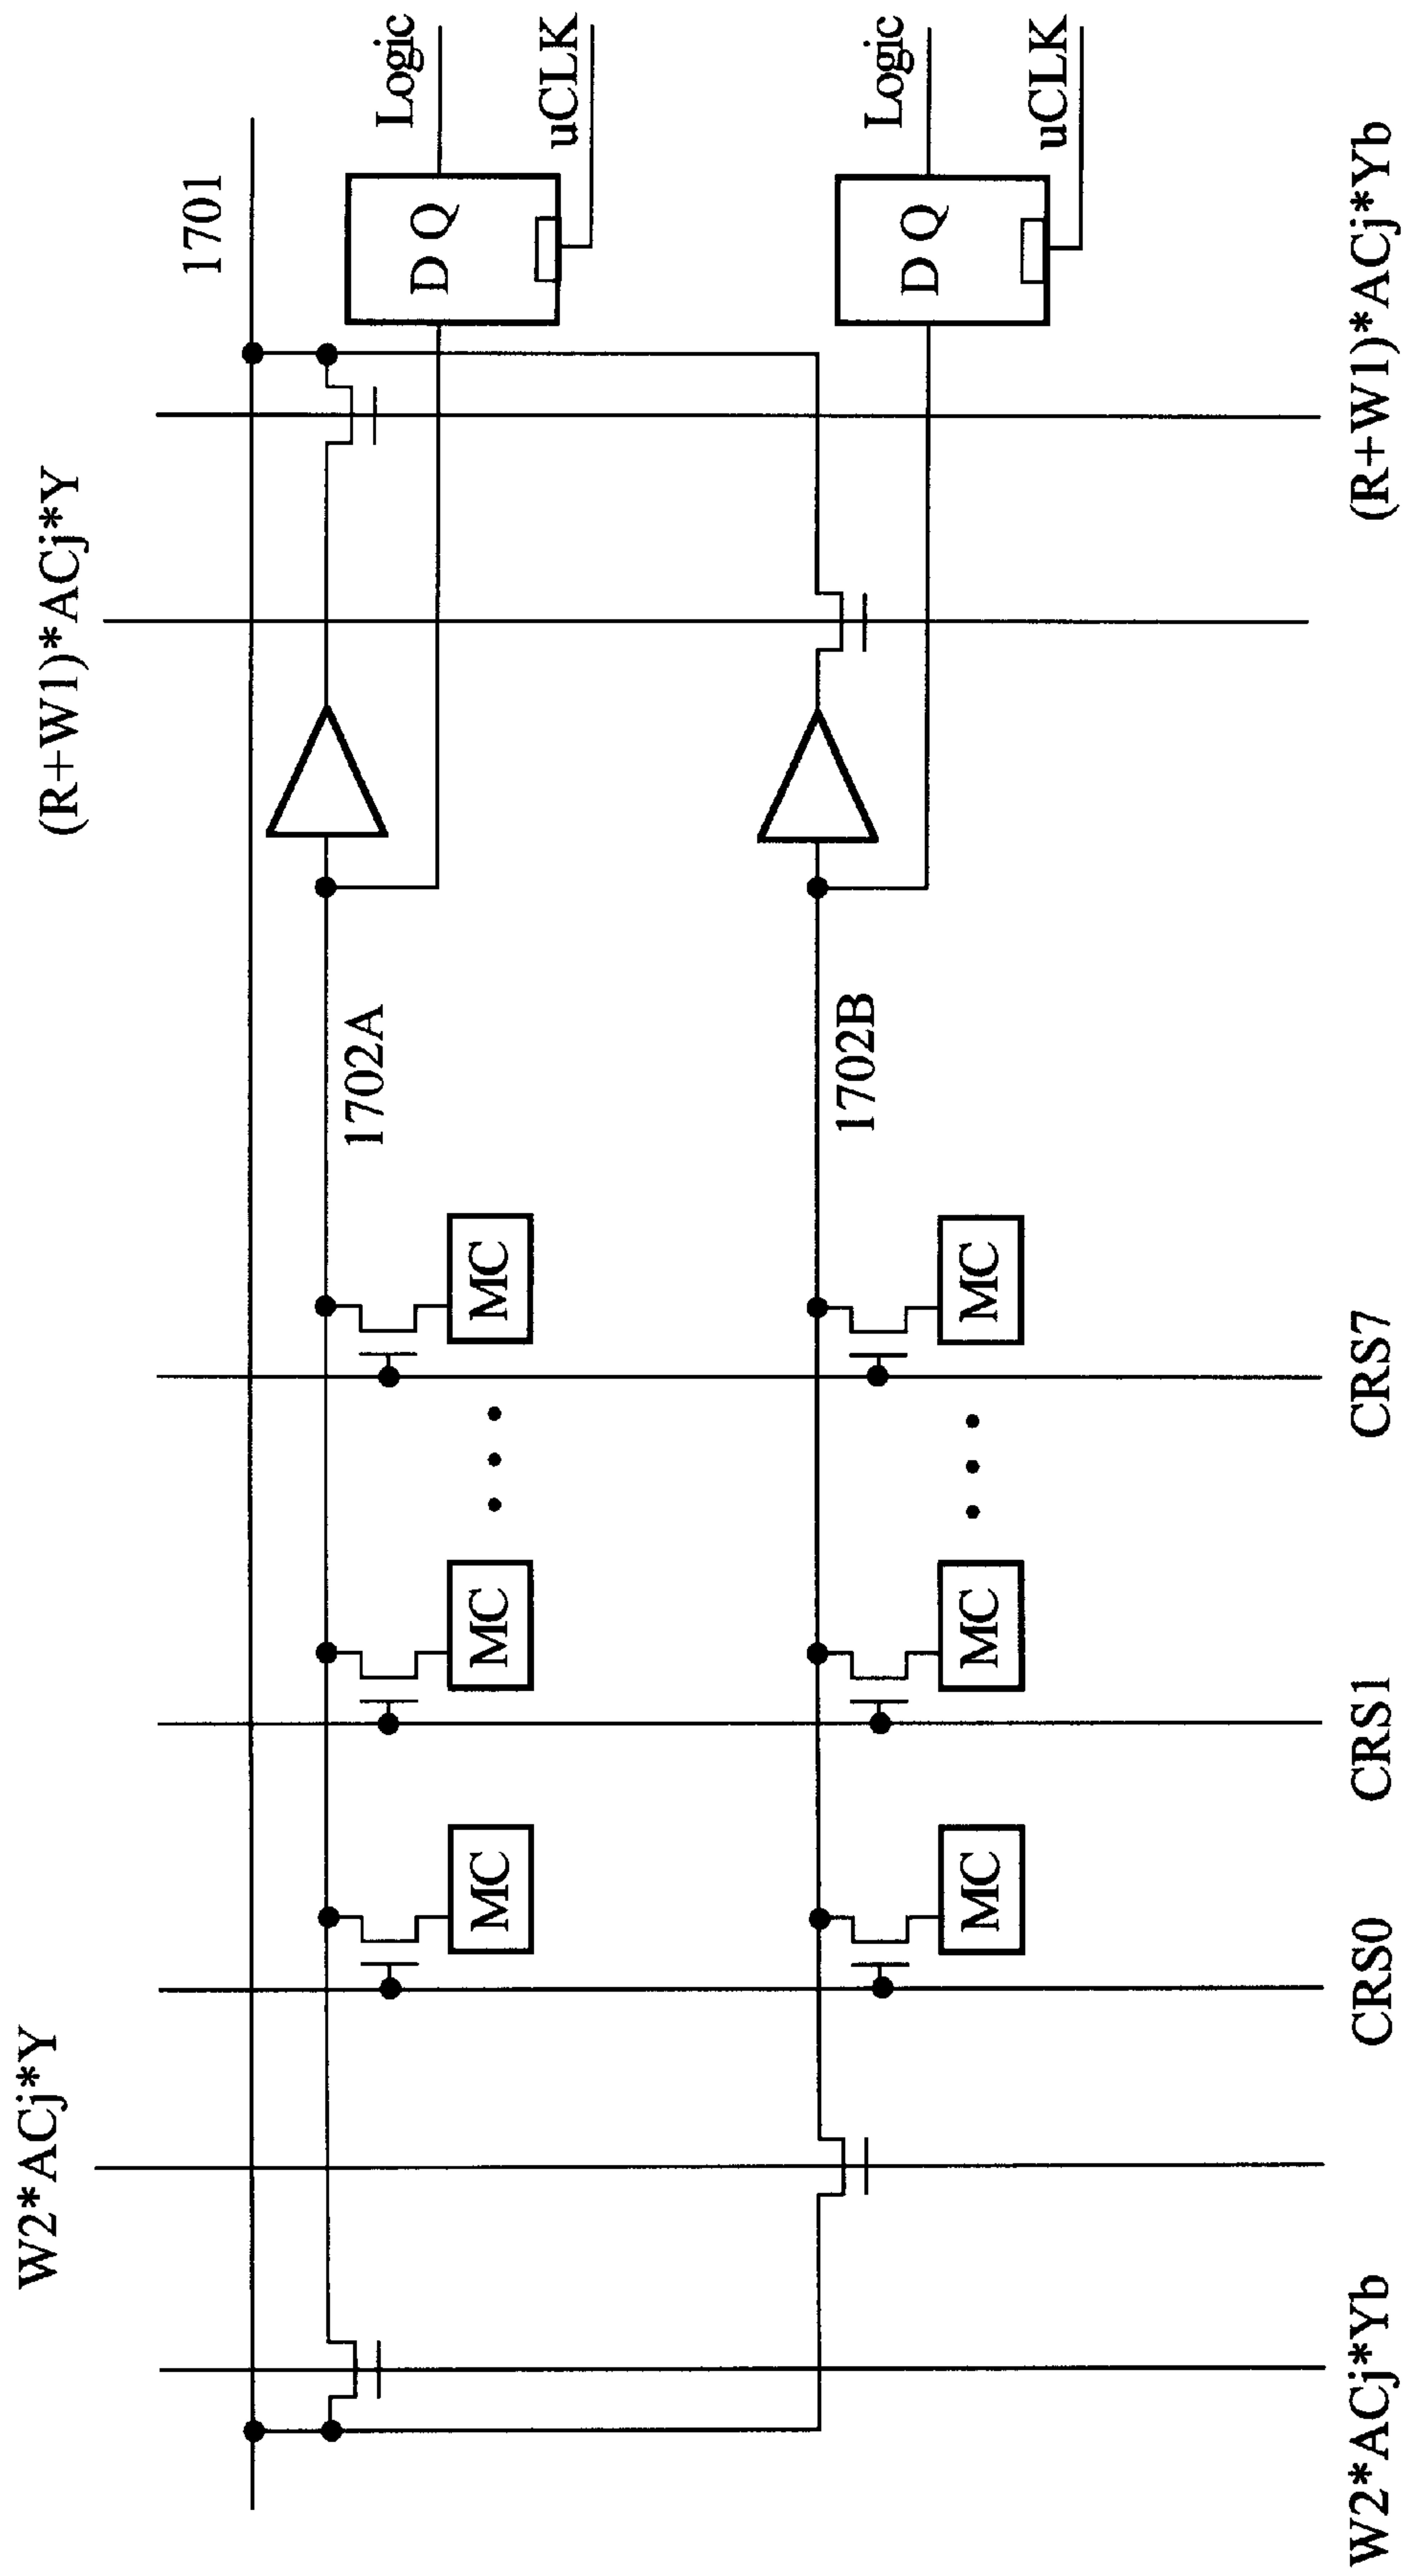 1701
Logic
D Q
uCLK
Logic
D Q
uCLK
(R+W1)*ACj*Y
(R+W1)*ACj*Yb
1702A
1702B
MC
MC
CRS7
MC
MC
CRS1
MC
MC
CRS0
W2*ACj*Y
W2*ACj*Yb